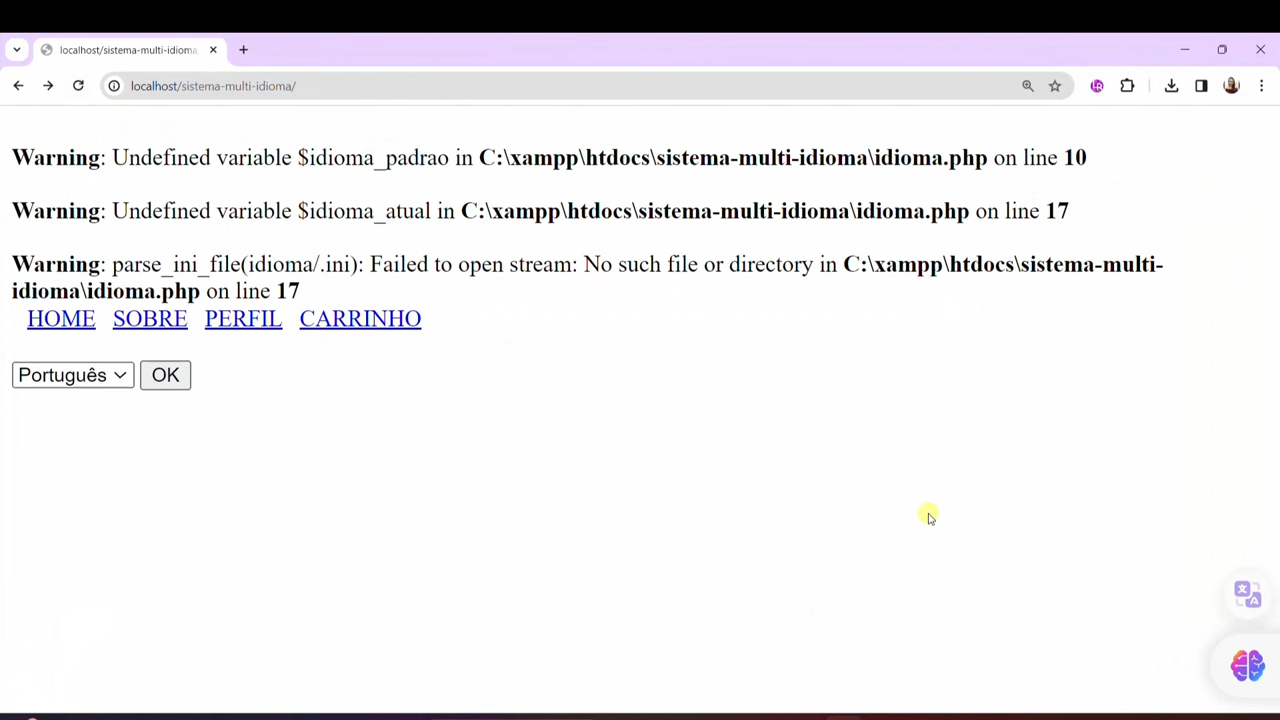 localhost/sistema-multi-idioma
localhost/sistema-multi-idioma/
Warning: Undefined variable $idioma_padrao in C:\xampp\htdocs\sistema-multi-idioma\idioma.php on line 10
Warning: Undefined variable $idioma_atual in C:\xampp\htdocs\sistema-multi-idioma\idioma.php on line 17
Warning: parse_ini_file(idioma/.ini): Failed to open stream: No such file or directory in C:\xampp\htdocs\sistema-multi-
idioma\idioma.php on line 17
HOME SOBRE PERFIL CARRINHO
Português OK